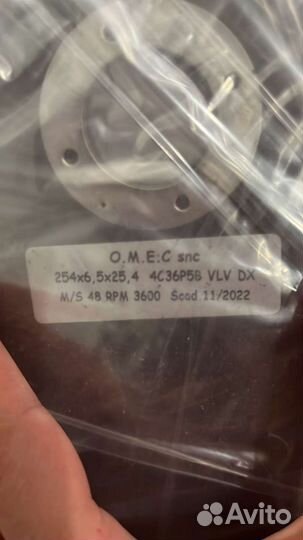 O.M.E.C snc
254x6,5x25,4 4C36P5B VLV DX
M/S 48 RPM 3600 Scad.11/2022
Avito